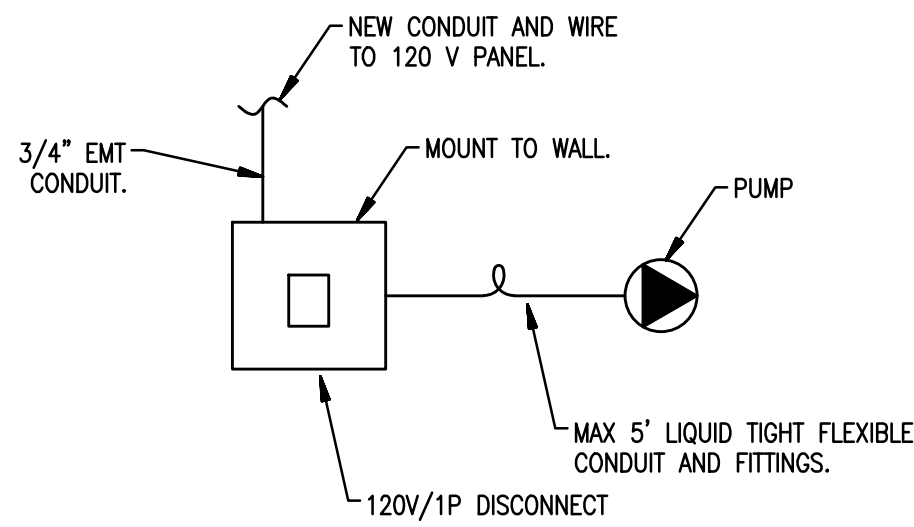 NEW CONDUIT AND WIRE
TO 120 V PANEL.
3/4" EMT
CONDUIT.
MOUNT TO WALL.
PUMP
MAX 5' LIQUID TIGHT FLEXIBLE
CONDUIT AND FITTINGS.
120V/1P DISCONNECT